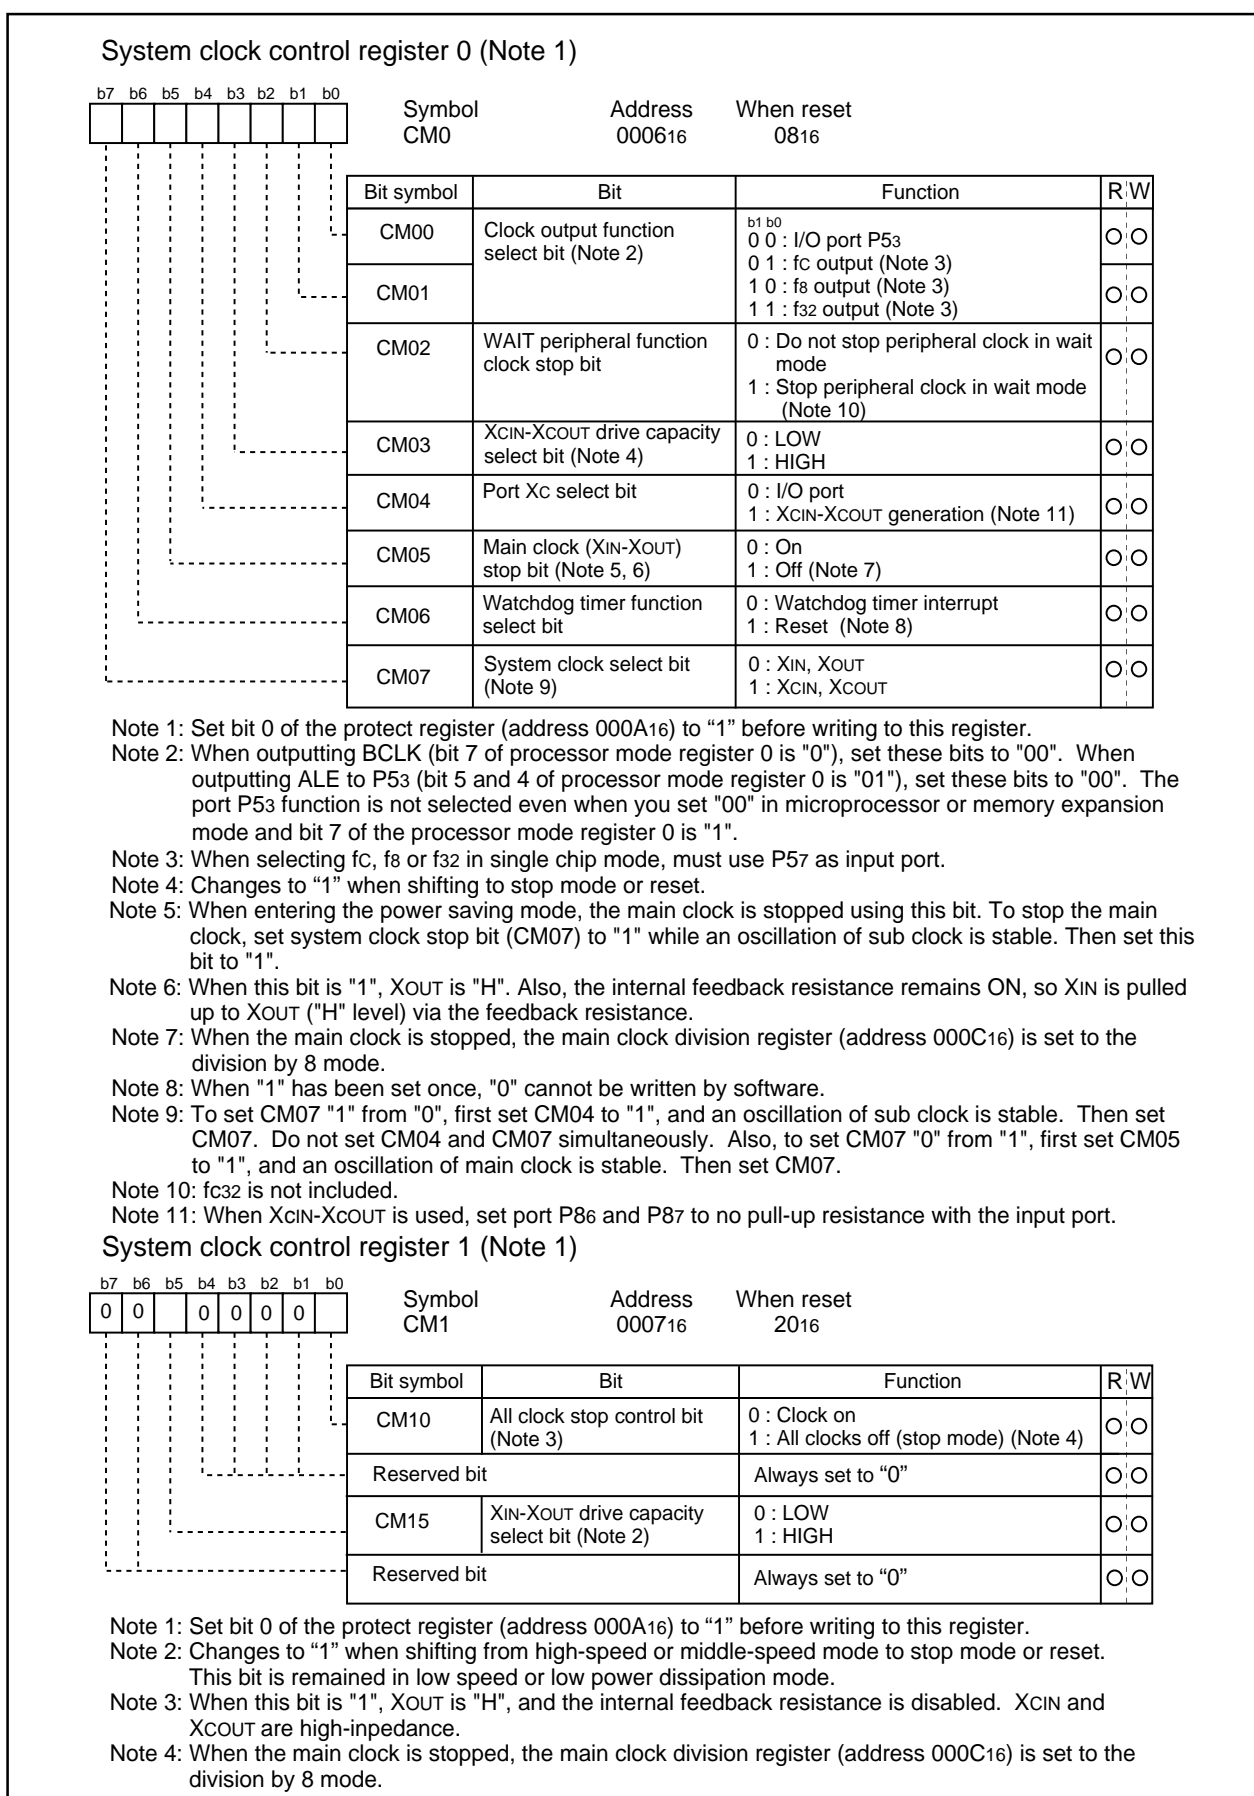 System clock control register 0 (Note 1)
b7 b6 b5 b4 b3 b2 b1 b0
Symbol Address When reset
CM0 000616 0816
Bit symbol Bit Function R W
CM00 Clock output function select bit (Note 2)
b1 b0
0 0 : I/O port P53
0 1 : fC output (Note 3)
1 0 : f8 output (Note 3)
1 1 : f32 output (Note 3)
CM01
CM02 WAIT peripheral function clock stop bit
0 : Do not stop peripheral clock in wait
mode
1 : Stop peripheral clock in wait mode
(Note 10)
CM03 XCIN-XCOUT drive capacity select bit (Note 4)
0 : LOW
1 : HIGH
CM04 Port XC select bit
0 : I/O port
1 : XCIN-XCOUT generation (Note 11)
CM05 Main clock (XIN-XOUT) stop bit (Note 5, 6)
0 : On
1 : Off (Note 7)
CM06 Watchdog timer function select bit
0 : Watchdog timer interrupt
1 : Reset (Note 8)
CM07 System clock select bit (Note 9)
0 : XIN, XOUT
1 : XCIN, XCOUT
Note 1: Set bit 0 of the protect register (address 000A16) to “1” before writing to this register.
Note 2: When outputting BCLK (bit 7 of processor mode register 0 is "0"), set these bits to "00". When
outputting ALE to P53 (bit 5 and 4 of processor mode register 0 is "01"), set these bits to "00". The
port P53 function is not selected even when you set "00" in microprocessor or memory expansion
mode and bit 7 of the processor mode register 0 is "1".
Note 3: When selecting fC, f8 or f32 in single chip mode, must use P57 as input port.
Note 4: Changes to “1” when shifting to stop mode or reset.
Note 5: When entering the power saving mode, the main clock is stopped using this bit. To stop the main
clock, set system clock stop bit (CM07) to "1" while an oscillation of sub clock is stable. Then set this
bit to "1".
Note 6: When this bit is "1", XOUT is "H". Also, the internal feedback resistance remains ON, so XIN is pulled
up to XOUT ("H" level) via the feedback resistance.
Note 7: When the main clock is stopped, the main clock division register (address 000C16) is set to the
division by 8 mode.
Note 8: When "1" has been set once, "0" cannot be written by software.
Note 9: To set CM07 "1" from "0", first set CM04 to "1", and an oscillation of sub clock is stable. Then set
CM07. Do not set CM04 and CM07 simultaneously. Also, to set CM07 "0" from "1", first set CM05
to "1", and an oscillation of main clock is stable. Then set CM07.
Note 10: fc32 is not included.
Note 11: When XCIN-XCOUT is used, set port P86 and P87 to no pull-up resistance with the input port.
System clock control register 1 (Note 1)
b7 b6 b5 b4 b3 b2 b1 b0
0 0 0 0 0 0
Symbol Address When reset
CM1 000716 2016
Bit symbol Bit Function R W
CM10 All clock stop control bit (Note 3)
0 : Clock on
1 : All clocks off (stop mode) (Note 4)
Reserved bit Always set to “0”
CM15 XIN-XOUT drive capacity select bit (Note 2)
0 : LOW
1 : HIGH
Reserved bit Always set to “0”
Note 1: Set bit 0 of the protect register (address 000A16) to “1” before writing to this register.
Note 2: Changes to “1” when shifting from high-speed or middle-speed mode to stop mode or reset.
This bit is remained in low speed or low power dissipation mode.
Note 3: When this bit is "1", XOUT is "H", and the internal feedback resistance is disabled. XCIN and
XCOUT are high-inpedance.
Note 4: When the main clock is stopped, the main clock division register (address 000C16) is set to the
division by 8 mode.